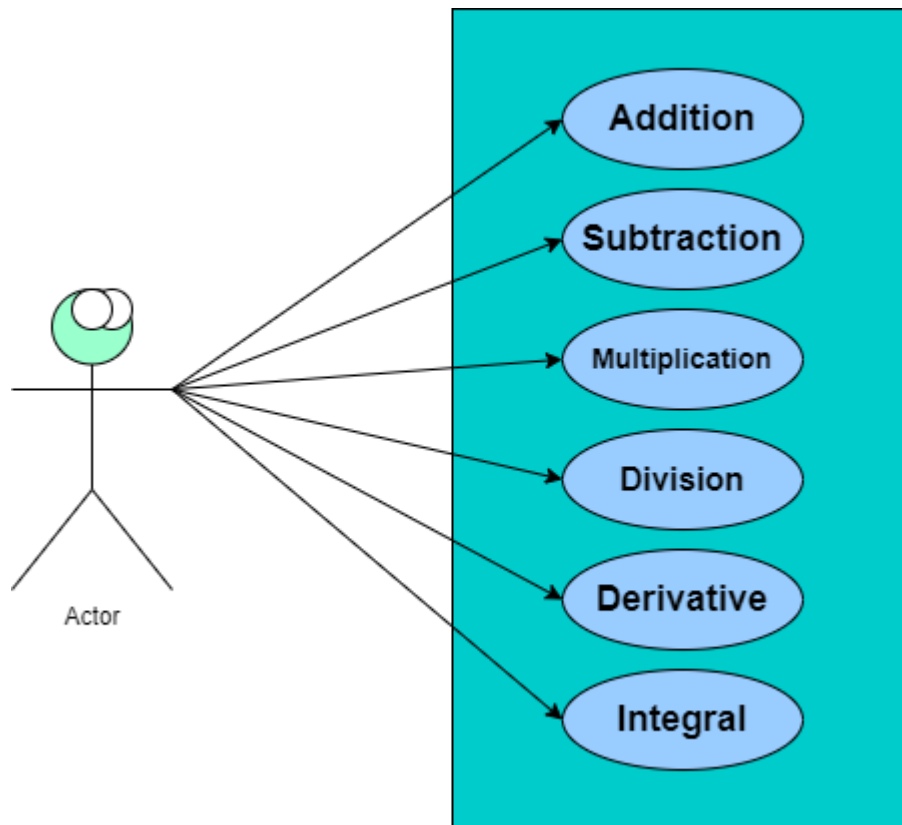 Addition
Subtraction
Multiplication
Division
Derivative
Integral
Actor